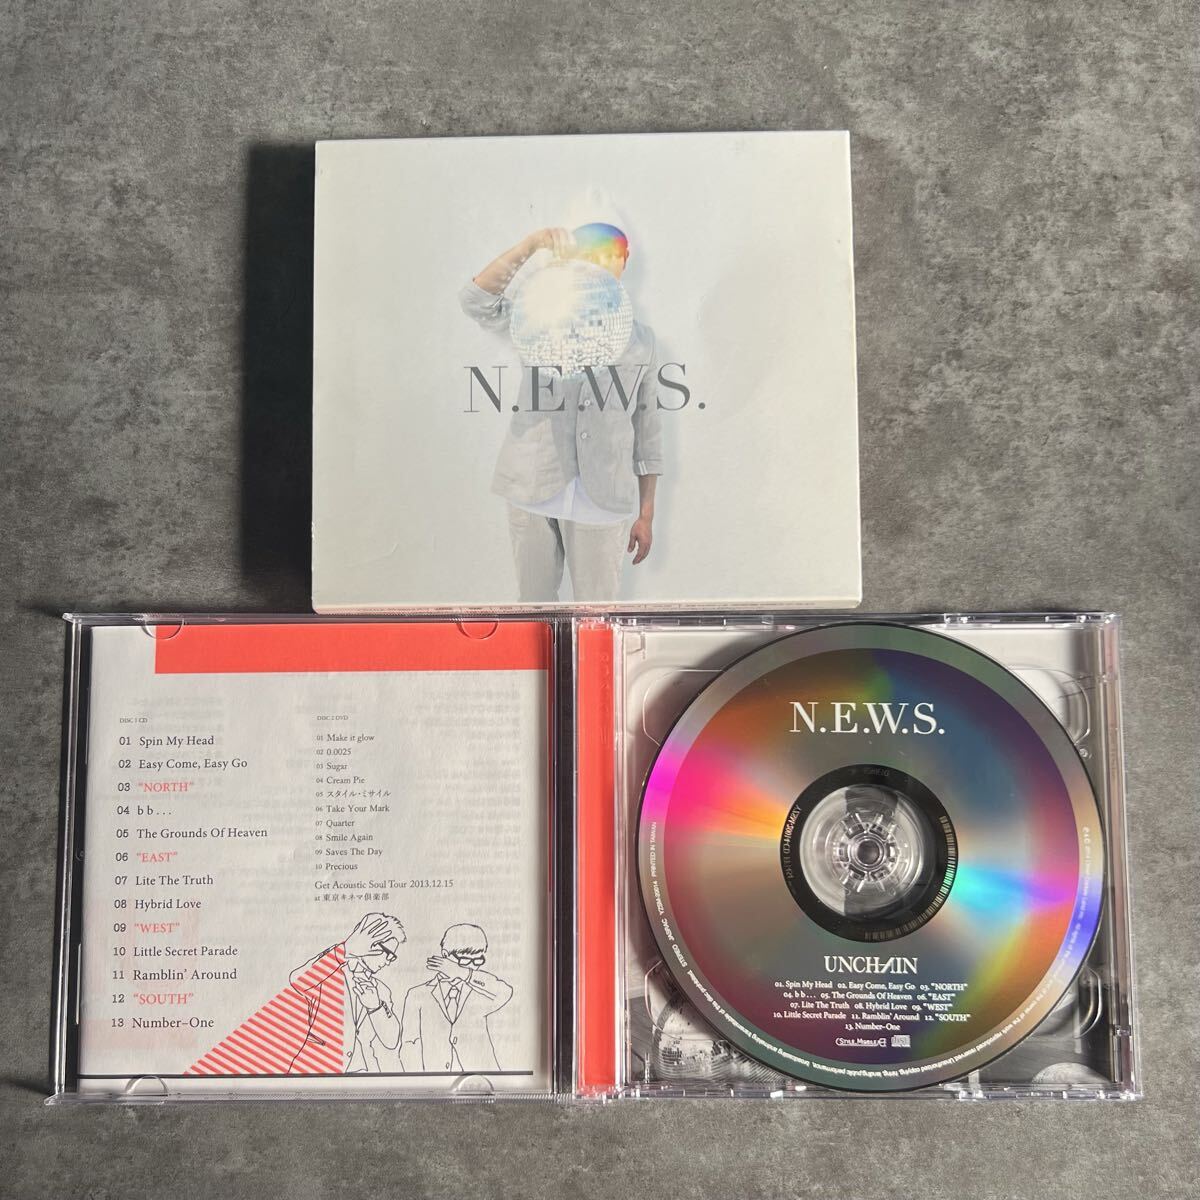 N.E.W.S.
DISC 1 CD
01 Spin My Head
02 Easy Come, Easy Go
03 "NORTH"
04 b b . . .
05 The Grounds Of Heaven
06 "EAST"
07 Lite The Truth
08 Hybrid Love
09 "WEST"
10 Little Secret Parade
11 Ramblin' Around
12 "SOUTH"
13 Number-One
DISC 2 DVD
01 Make it glow
02 0.0025
03 Sugar
04 Cream Pie
05 スタイル・ミサイル
06 Take Your Mark
07 Quarter
08 Smile Again
09 Saves The Day
10 Precious
Get Acoustic Soul Tour 2013.12.15
at 東京キネマ倶楽部
N.E.W.S.
UNCHAIN
01. Spin My Head 02. Easy Come, Easy Go 03. "NORTH"
04. b b . . . 05. The Grounds Of Heaven 06. "EAST"
07. Lite The Truth 08. Hybrid Love 09. "WEST"
10. Little Secret Parade 11. Ramblin' Around 12. "SOUTH"
13. Number-One
STEREO JASRAC PRINTED IN TAIWAN